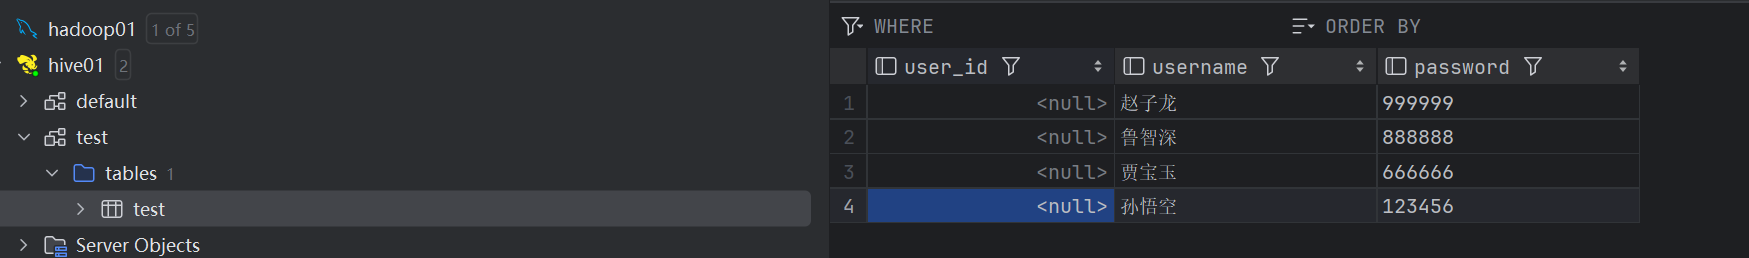 hadoop01 1 of 5
hive01 2
default
test
tables 1
test
Server Objects
WHERE ORDER BY
user_id username password
1 <null> 赵子龙 999999
2 <null> 鲁智深 888888
3 <null> 贾宝玉 666666
4 <null> 孙悟空 123456